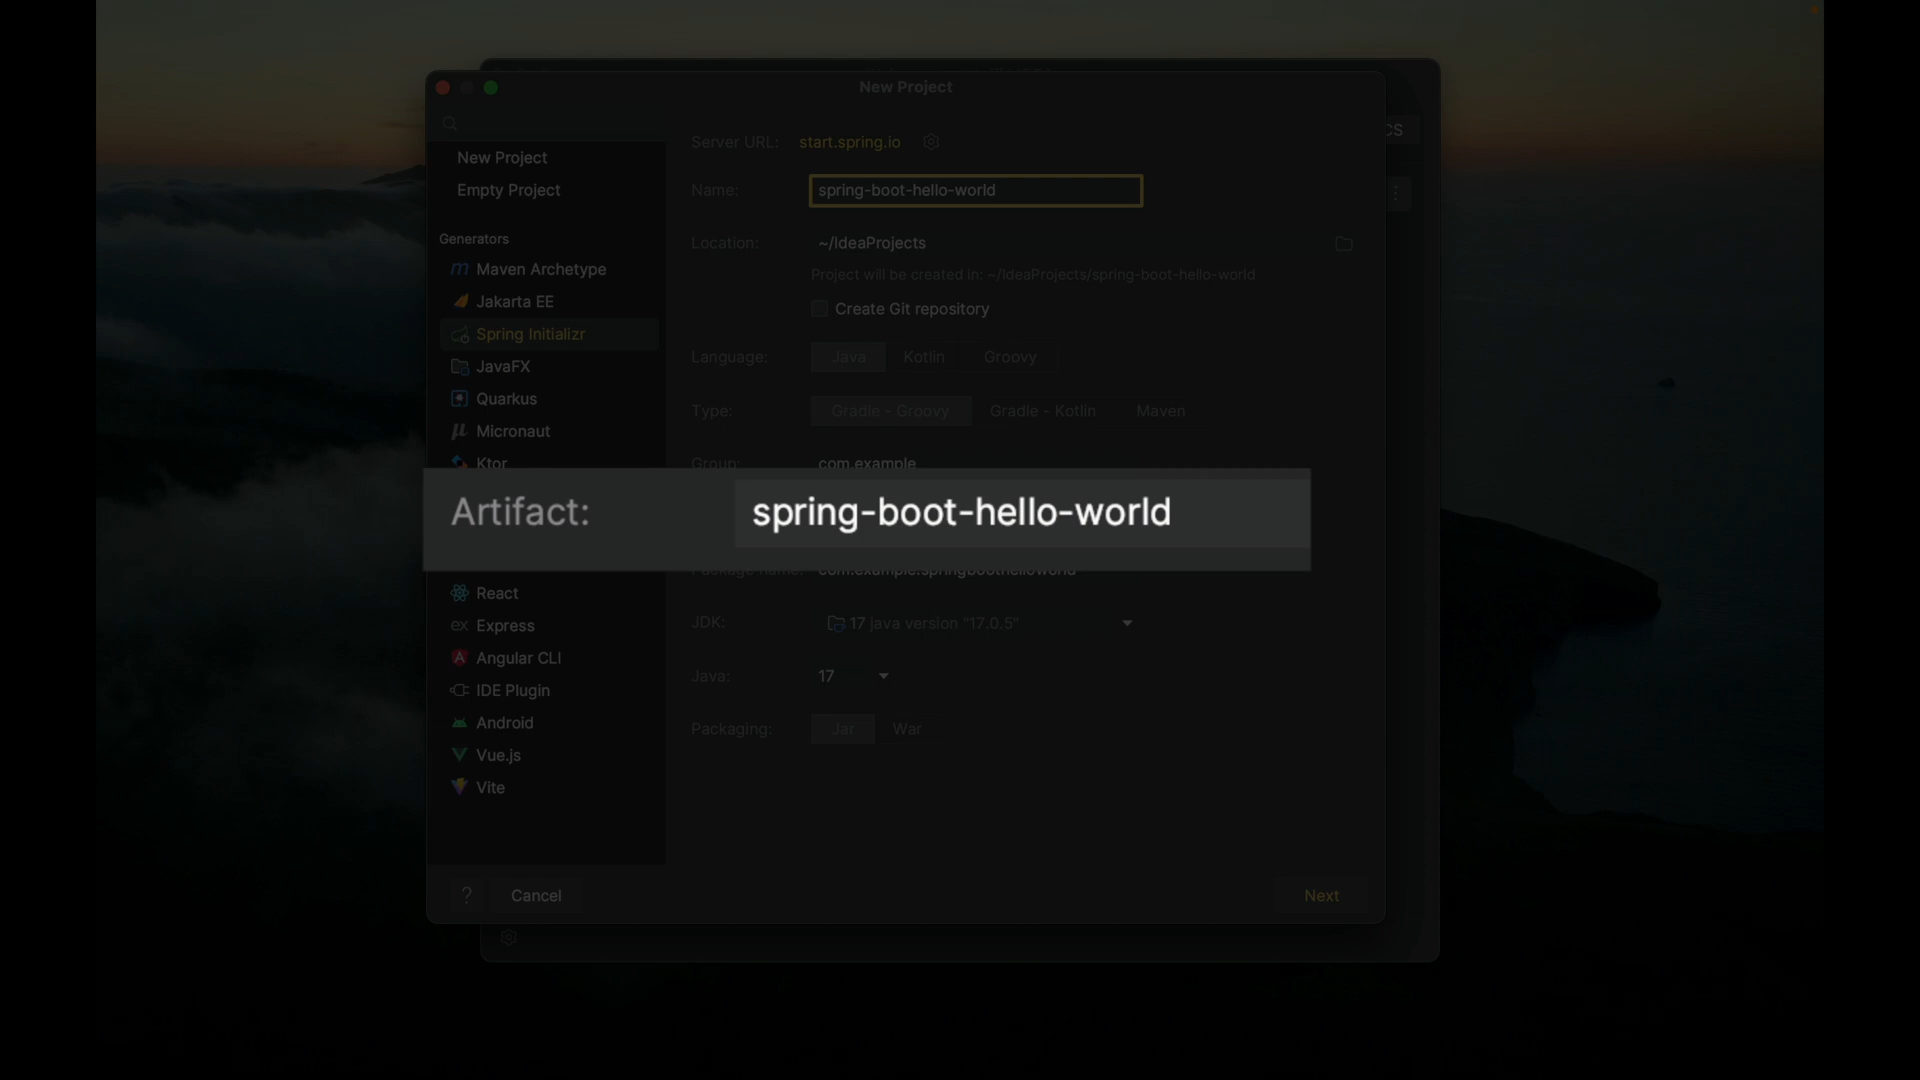 New Project
New Project
Empty Project
Generators
Maven Archetype
Jakarta EE
Spring Initializr
JavaFX
Quarkus
Micronaut
Ktor
React
ex Express
Angular CLI
IDE Plugin
Android
Vue.js
Vite
Server URL: start.spring.io
Name: spring-boot-hello-world
Location: ~/IdeaProjects
Project will be created in: ~/IdeaProjects/spring-boot-hello-world
Create Git repository
Language: Java Kotlin Groovy
Type: Gradle - Groovy Gradle - Kotlin Maven
Group: com.example
Artifact: spring-boot-hello-world
Package name: com.example.springboothelloworld
JDK: 17 java version "17.0.5"
Java: 17
Packaging: Jar War
? Cancel Next